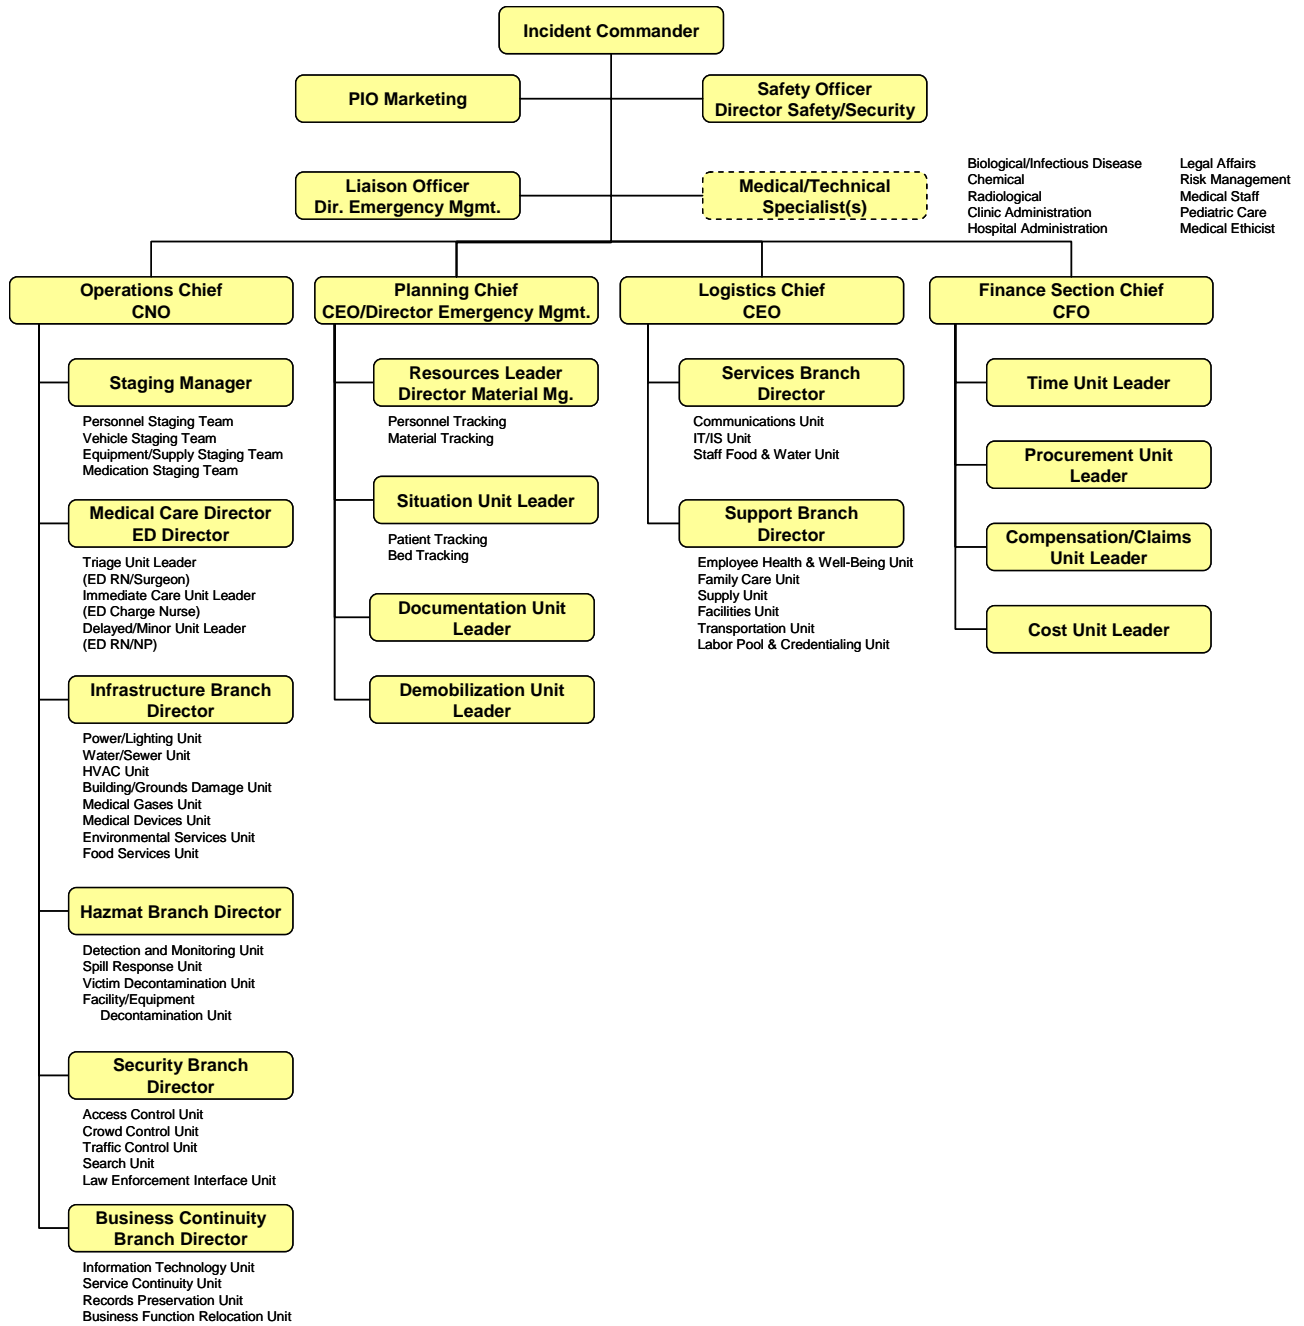 Incident Commander
PIO Marketing
Safety Officer
Director Safety/Security
Liaison Officer
Dir. Emergency Mgmt.
Medical/Technical
Specialist(s)
Biological/Infectious Disease
Chemical
Radiological
Clinic Administration
Hospital Administration
Legal Affairs
Risk Management
Medical Staff
Pediatric Care
Medical Ethicist
Operations Chief
CNO
Staging Manager
Personnel Staging Team
Vehicle Staging Team
Equipment/Supply Staging Team
Medication Staging Team
Medical Care Director
ED Director
Triage Unit Leader
(ED RN/Surgeon)
Immediate Care Unit Leader
(ED Charge Nurse)
Delayed/Minor Unit Leader
(ED RN/NP)
Infrastructure Branch
Director
Power/Lighting Unit
Water/Sewer Unit
HVAC Unit
Building/Grounds Damage Unit
Medical Gases Unit
Medical Devices Unit
Environmental Services Unit
Food Services Unit
Hazmat Branch Director
Detection and Monitoring Unit
Spill Response Unit
Victim Decontamination Unit
Facility/Equipment
Decontamination Unit
Security Branch
Director
Access Control Unit
Crowd Control Unit
Traffic Control Unit
Search Unit
Law Enforcement Interface Unit
Business Continuity
Branch Director
Information Technology Unit
Service Continuity Unit
Records Preservation Unit
Business Function Relocation Unit
Planning Chief
CEO/Director Emergency Mgmt.
Resources Leader
Director Material Mg.
Personnel Tracking
Material Tracking
Situation Unit Leader
Patient Tracking
Bed Tracking
Documentation Unit
Leader
Demobilization Unit
Leader
Logistics Chief
CEO
Services Branch
Director
Communications Unit
IT/IS Unit
Staff Food & Water Unit
Support Branch
Director
Employee Health & Well-Being Unit
Family Care Unit
Supply Unit
Facilities Unit
Transportation Unit
Labor Pool & Credentialing Unit
Finance Section Chief
CFO
Time Unit Leader
Procurement Unit
Leader
Compensation/Claims
Unit Leader
Cost Unit Leader